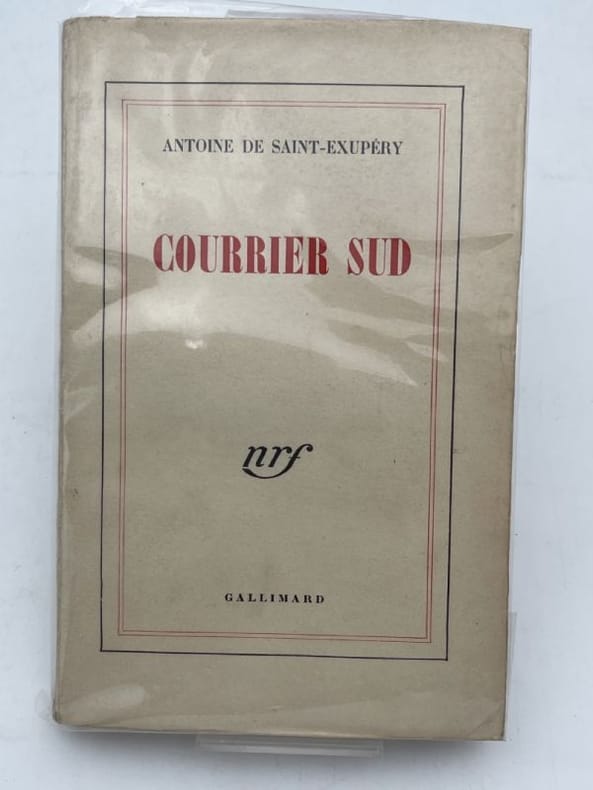 ANTOINE DE SAINT-EXUPÉRY
COURRIER SUD
nrf
GALLIMARD